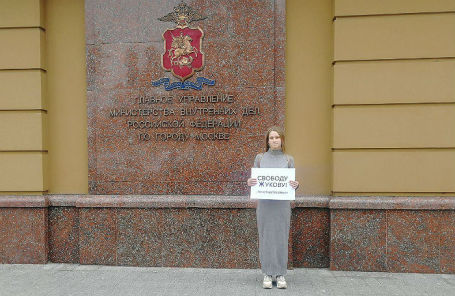 ГЛАВНОЕ УПРАВЛЕНИЕ
МИНИСТЕРСТВА ВНУТРЕННИХ ДЕЛ
РОССИЙСКОЙ ФЕДЕРАЦИИ
ПО ГОРОДУ МОСКВЕ
СВОБОДУ
ЖУКОВУ!